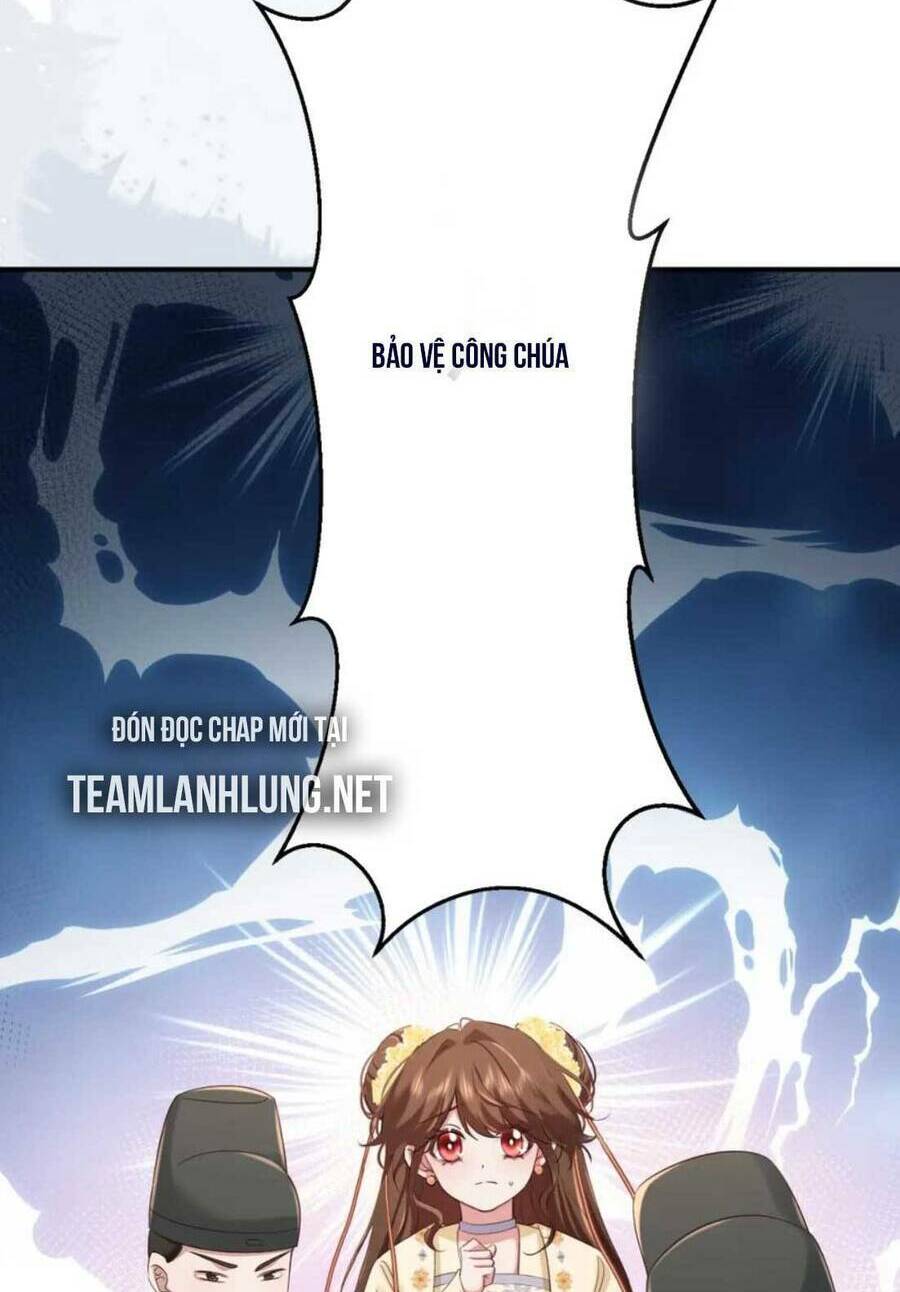 BẢO VỆ CÔNG CHÚA
ĐÓN ĐỌC CHAP MỚI TẠI
TEAMLANHLUNG.NET